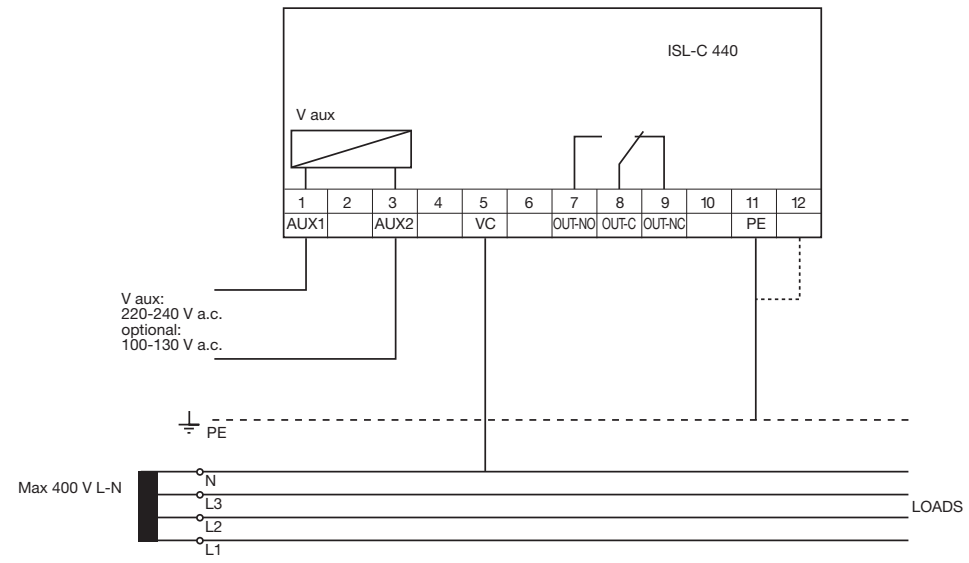 ISL-C 440
V aux
1 2 3 4 5 6 7 8 9 10 11 12
AUX1 AUX2 VC OUT-NO OUT-C OUT-NC PE
V aux:
220-240 V a.c.
optional:
100-130 V a.c.
PE
Max 400 V L-N
N
L3
LOADS
L2
L1